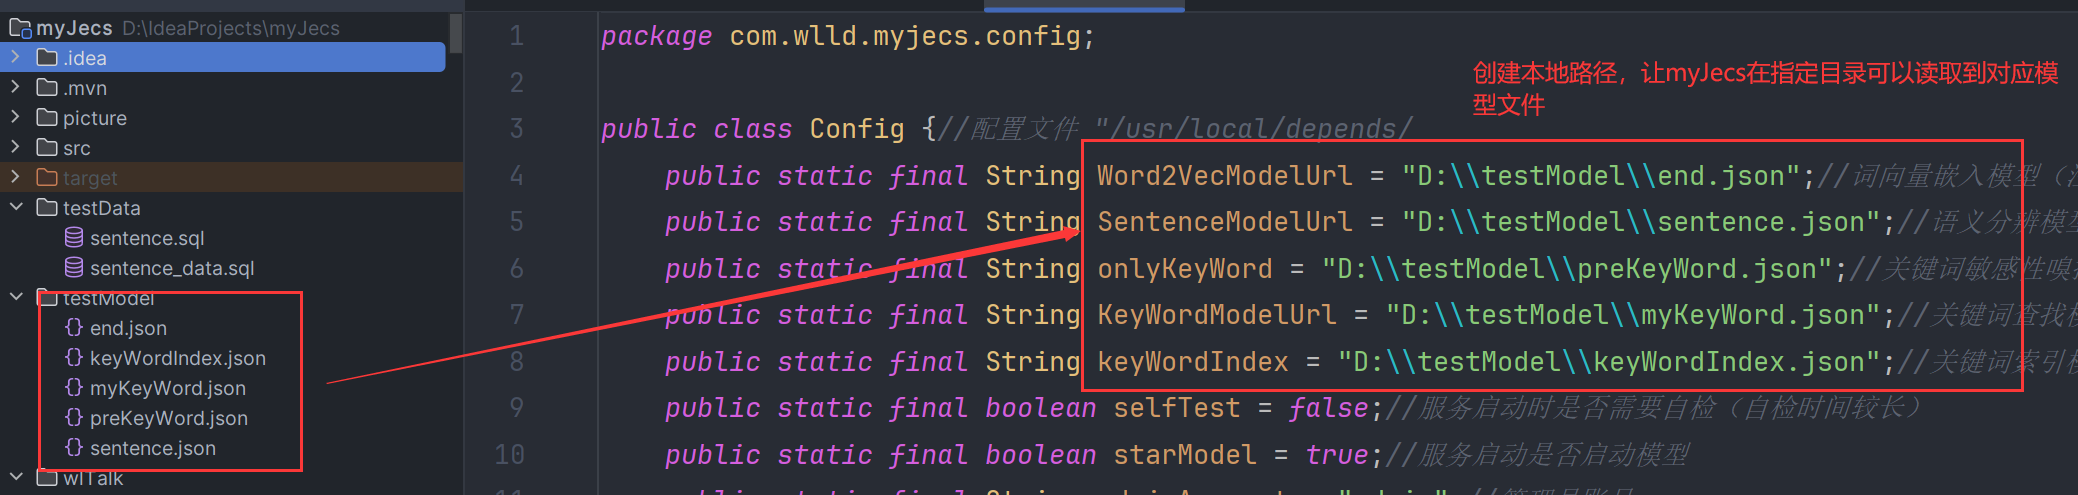 myJecs D:\IdeaProjects\myJecs
.idea
.mvn
picture
src
target
testData
sentence.sql
sentence_data.sql
testModel
end.json
keyWordIndex.json
myKeyWord.json
preKeyWord.json
sentence.json
wlTalk
1 package com.wlld.myjecs.config;
2
创建本地路径，让myJecs在指定目录可以读取到对应模
型文件
3 public class Config {//配置文件 "/usr/local/depends/
4 public static final String Word2VecModelUrl = "D:\\testModel\\end.json";//词向量嵌入模型（
5 public static final String SentenceModelUrl = "D:\\testModel\\sentence.json";//语义分辨模型
6 public static final String onlyKeyWord = "D:\\testModel\\preKeyWord.json";//关键词敏感性嗅
7 public static final String KeyWordModelUrl = "D:\\testModel\\myKeyWord.json";//关键词查找模
8 public static final String keyWordIndex = "D:\\testModel\\keyWordIndex.json";//关键词索引模
9 public static final boolean selfTest = false;//服务启动时是否需要自检（自检时间较长）
10 public static final boolean starModel = true;//服务启动是否启动模型